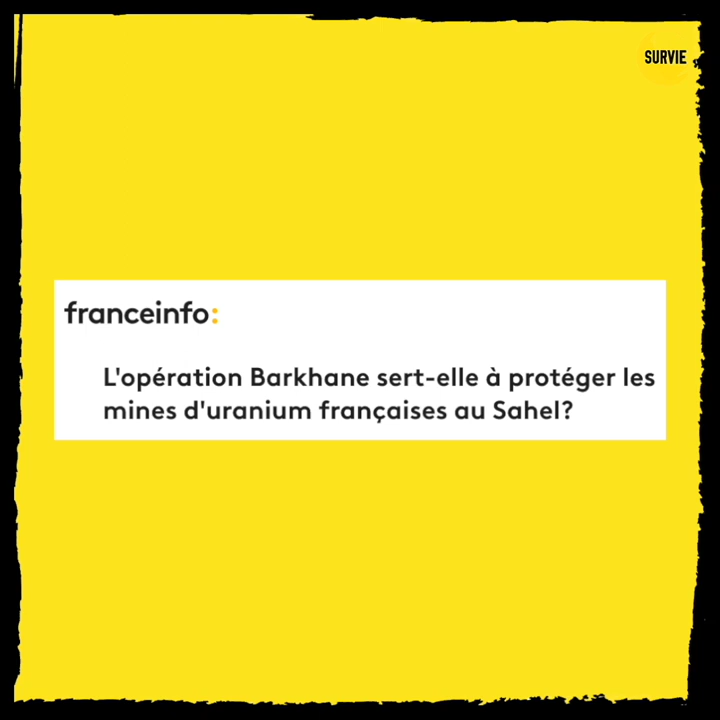 SURVIE
franceinfo:
L'opération Barkhane sert-elle à protéger les
mines d'uranium françaises au Sahel?